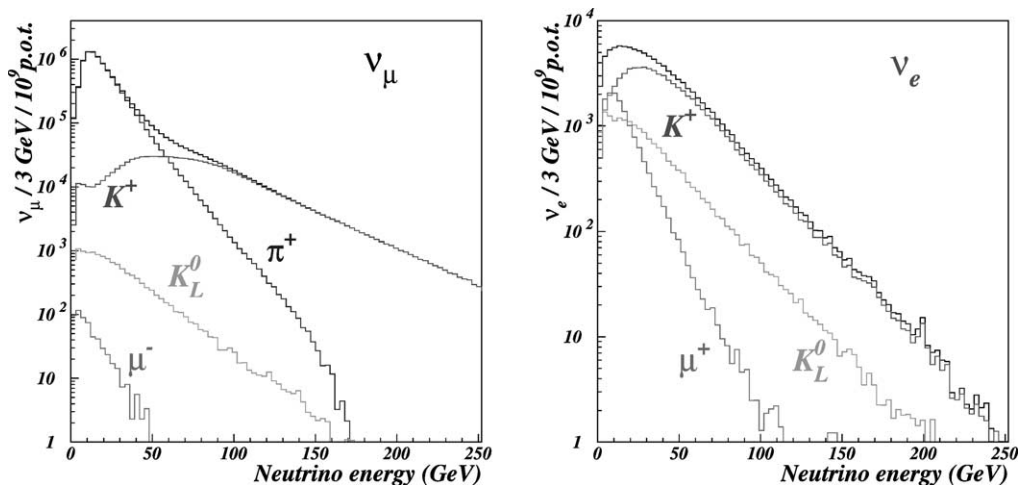 ν_μ / 3 GeV / 10^9 p.o.t.
10^6
10^5
10^4
10^3
10^2
10
1
ν_μ
K^+
π^+
K_L^0
μ^-
0 50 100 150 200 250
Neutrino energy (GeV)
ν_e / 3 GeV / 10^9 p.o.t.
10^4
10^3
10^2
10
1
ν_e
K^+
μ^+
K_L^0
0 50 100 150 200 250
Neutrino energy (GeV)